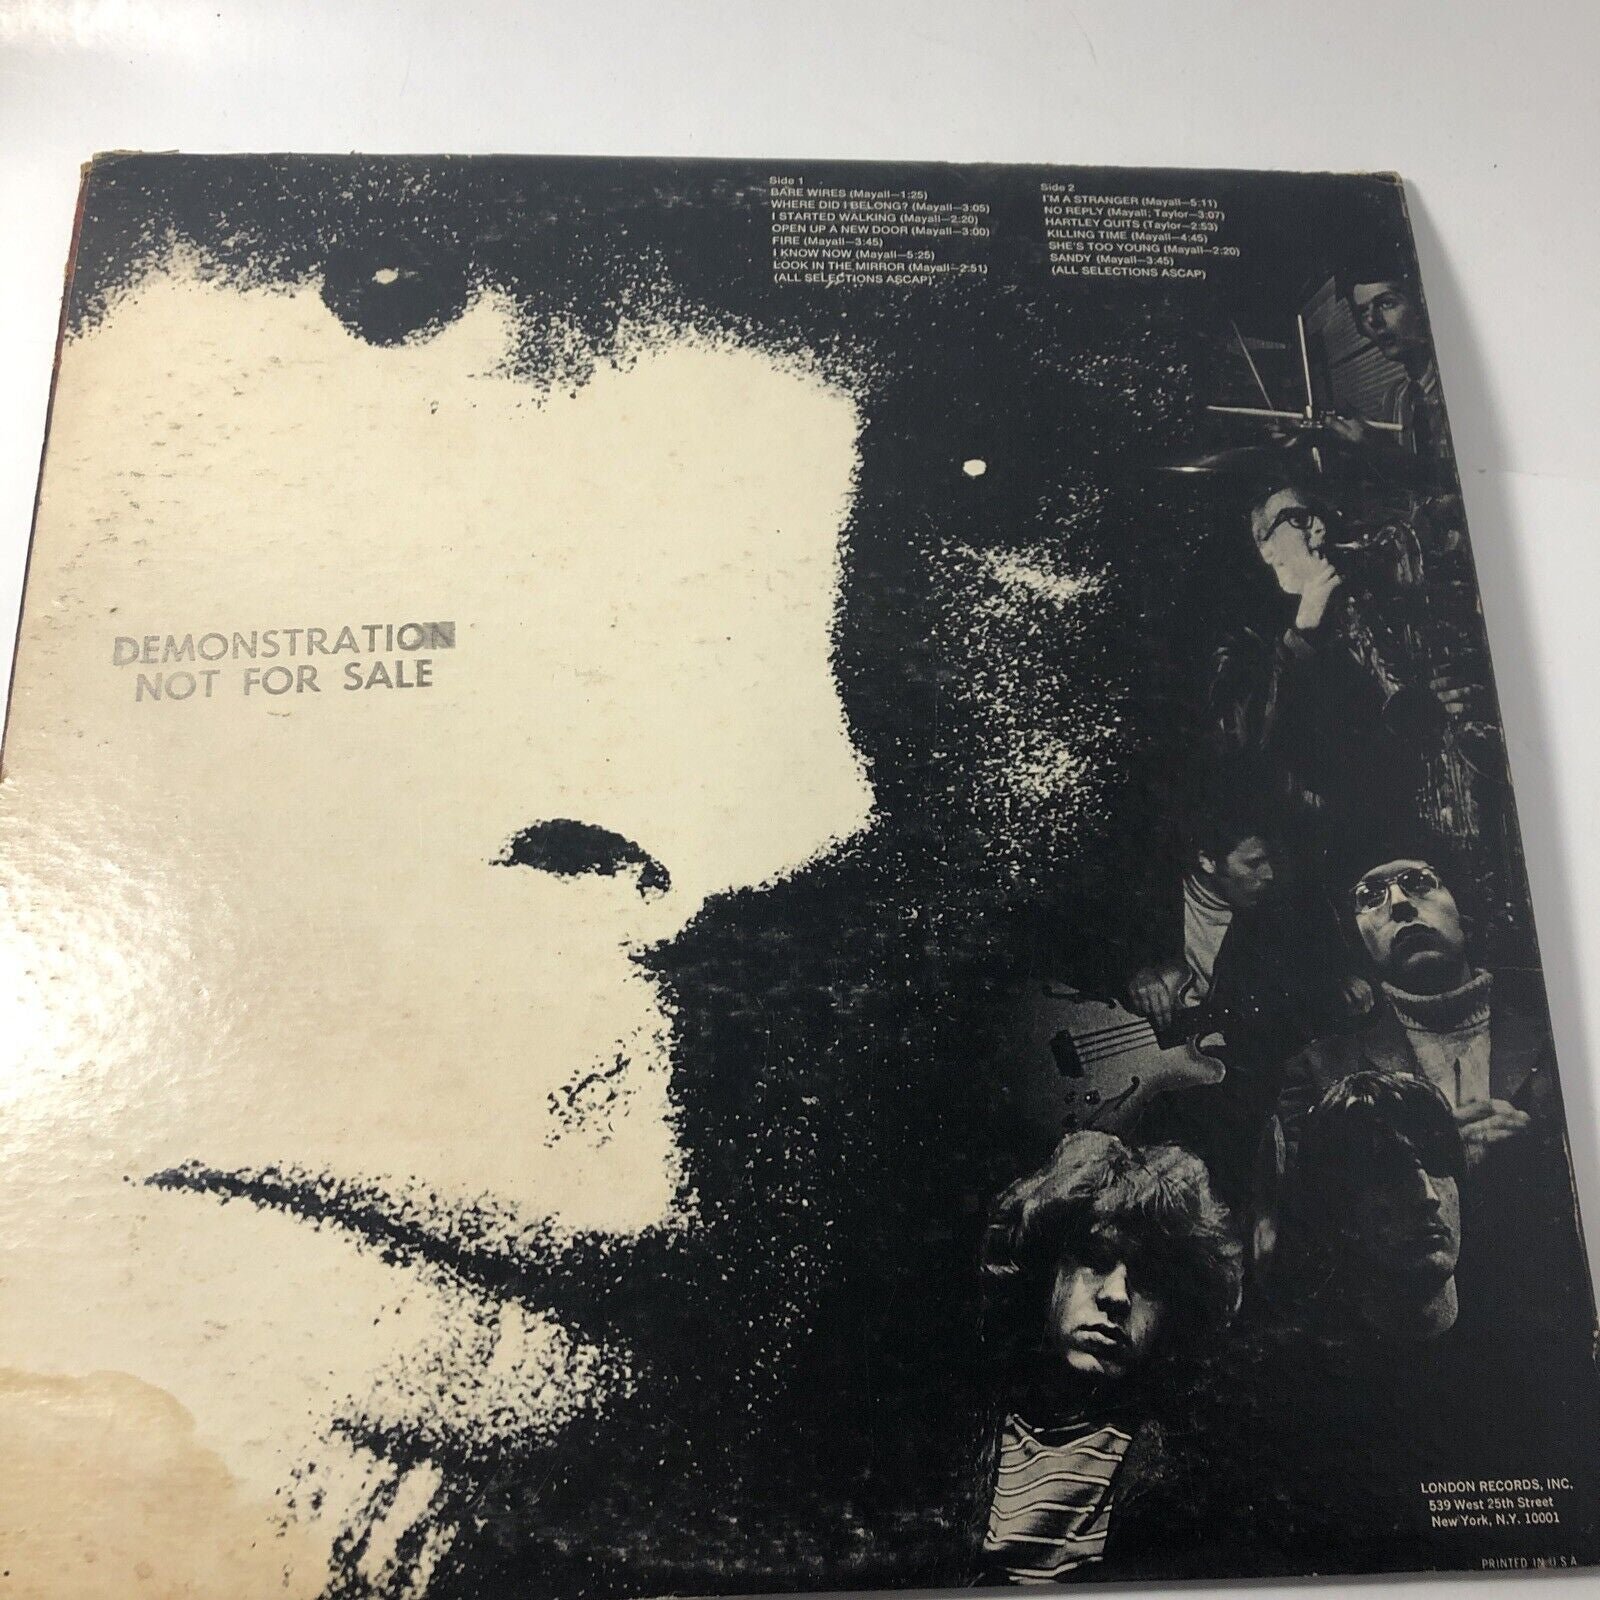 Side 1
BARE WIRES (Mayall—1:25)
WHERE DID I BELONG? (Mayall—3:05)
I STARTED WALKING (Mayall—2:20)
OPEN UP A NEW DOOR (Mayall—3:00)
FIRE (Mayall—3:45)
I KNOW NOW (Mayall—5:25)
LOOK IN THE MIRROR (Mayall—2:51)
(ALL SELECTIONS ASCAP)
Side 2
I'M A STRANGER (Mayall—5:11)
NO REPLY (Mayall; Taylor—3:07)
HARTLEY QUITS (Taylor—2:53)
KILLING TIME (Mayall—4:45)
SHE'S TOO YOUNG (Mayall—2:20)
SANDY (Mayall—3:45)
(ALL SELECTIONS ASCAP)
DEMONSTRATION
NOT FOR SALE
LONDON RECORDS, INC.
539 West 25th Street
New York, N.Y. 10001
PRINTED IN U S A